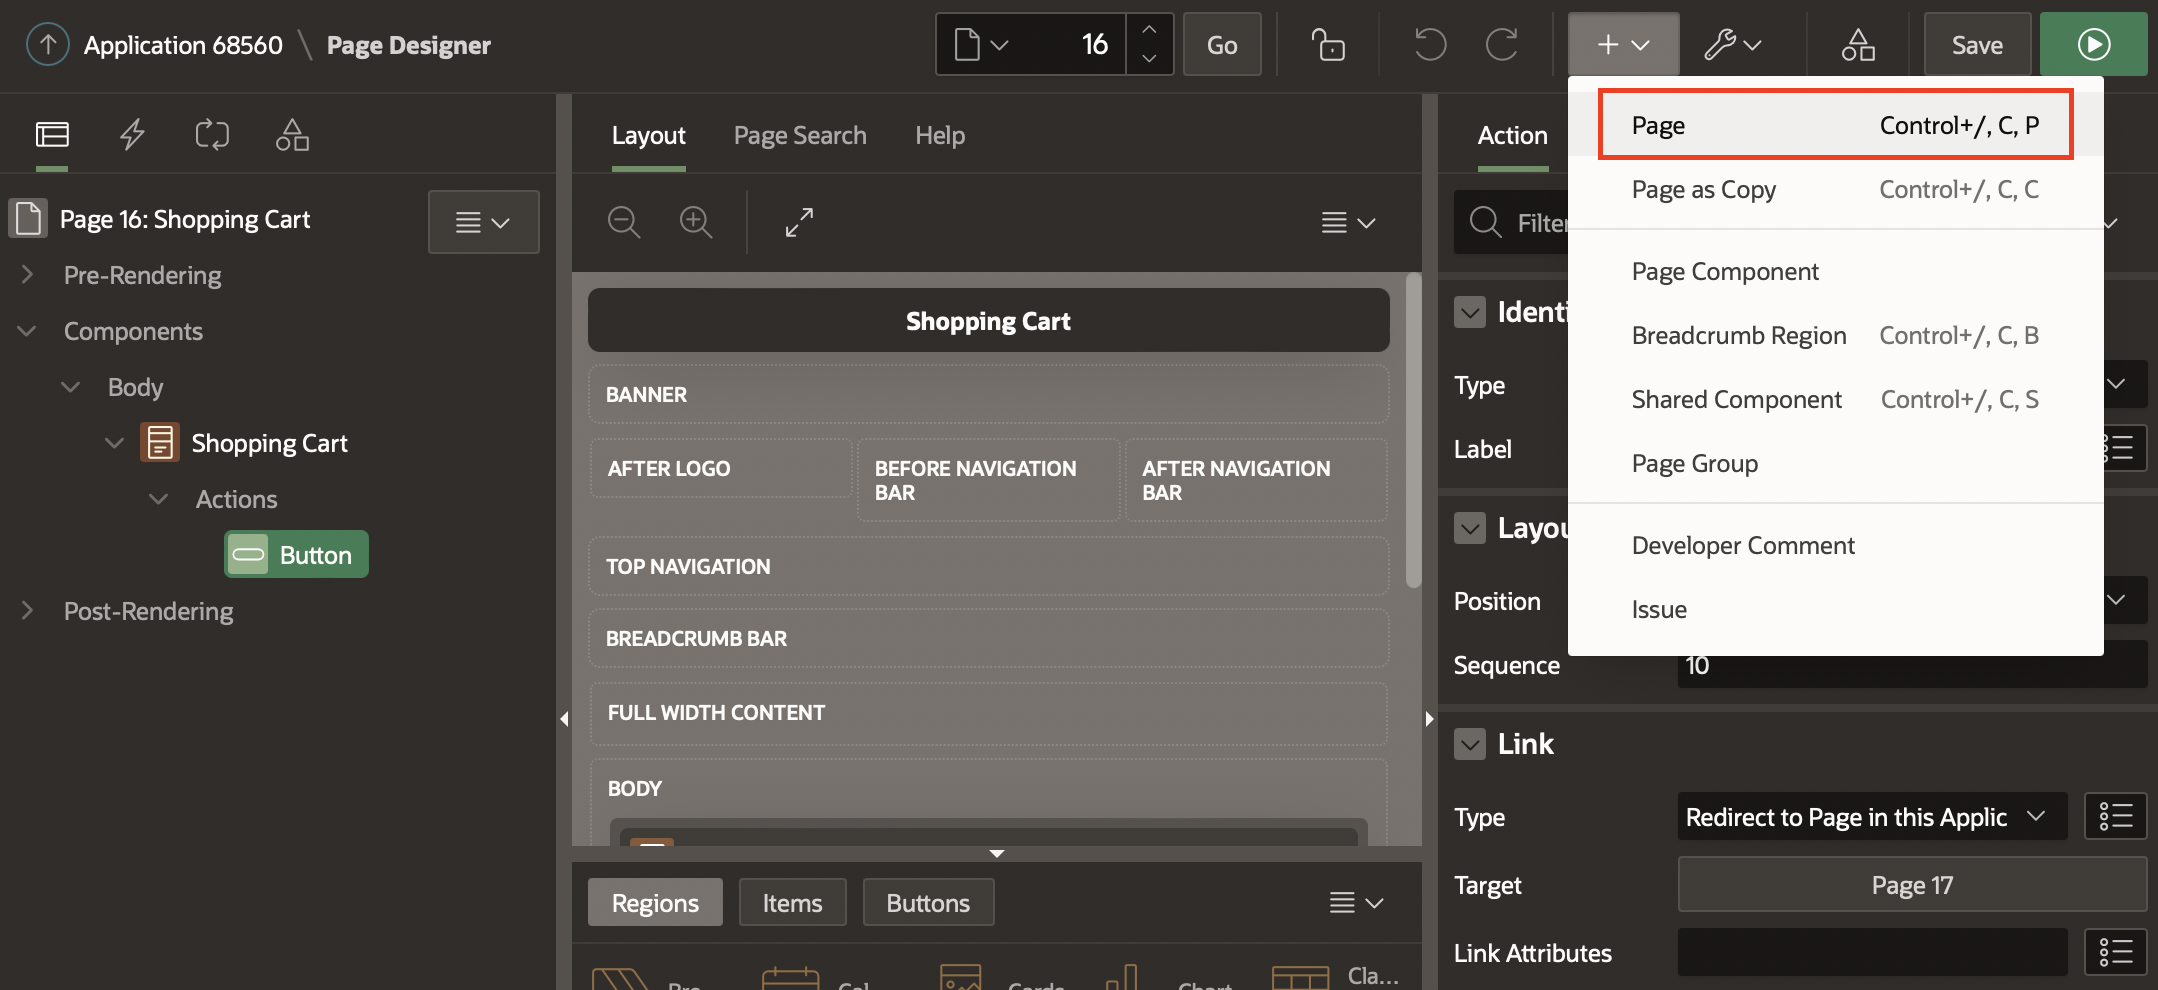 Application 68560 \ Page Designer
16
Go
Save
Layout
Page Search
Help
Action
Page 16: Shopping Cart
Pre-Rendering
Components
Body
Shopping Cart
Actions
Button
Post-Rendering
Shopping Cart
BANNER
AFTER LOGO
BEFORE NAVIGATION
BAR
AFTER NAVIGATION
BAR
TOP NAVIGATION
BREADCRUMB BAR
FULL WIDTH CONTENT
BODY
Regions
Items
Buttons
Cla...
Page Control+/, C, P
Page as Copy Control+/, C, C
Page Component
Breadcrumb Region Control+/, C, B
Shared Component Control+/, C, S
Page Group
Developer Comment
Issue
Filter
Type
Label
Position
Sequence 10
Link
Type Redirect to Page in this Applic
Target Page 17
Link Attributes